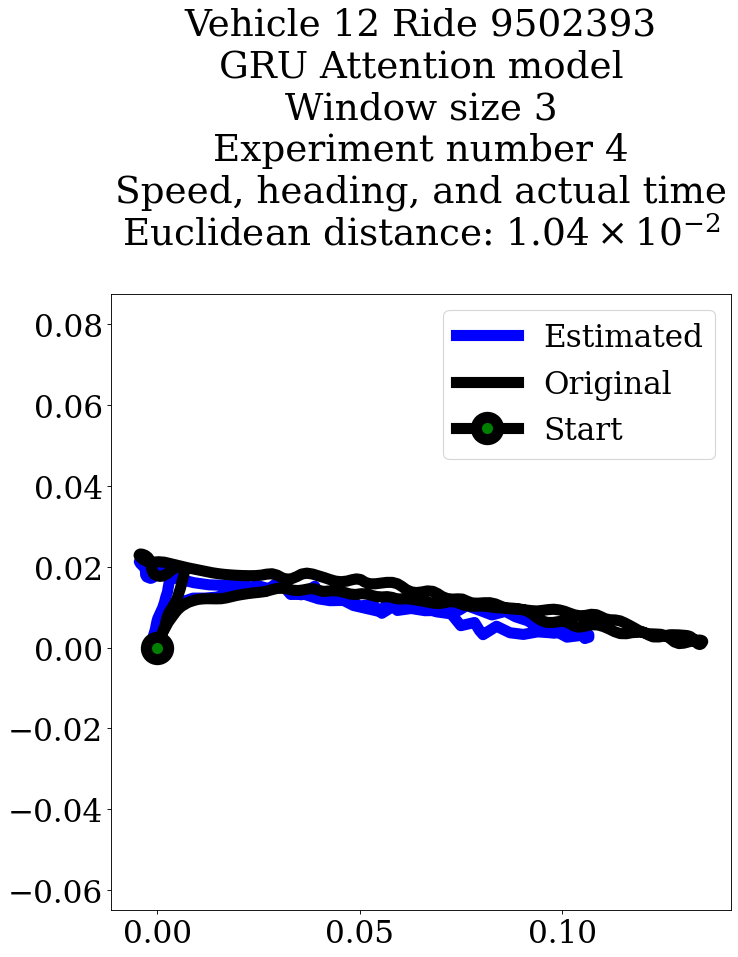 Vehicle 12 Ride 9502393
GRU Attention model
Window size 3
Experiment number 4
Speed, heading, and actual time
Euclidean distance: 1.04 × 10⁻²
Estimated
Original
Start
0.08
0.06
0.04
0.02
0.00
−0.02
−0.04
−0.06
0.00 0.05 0.10